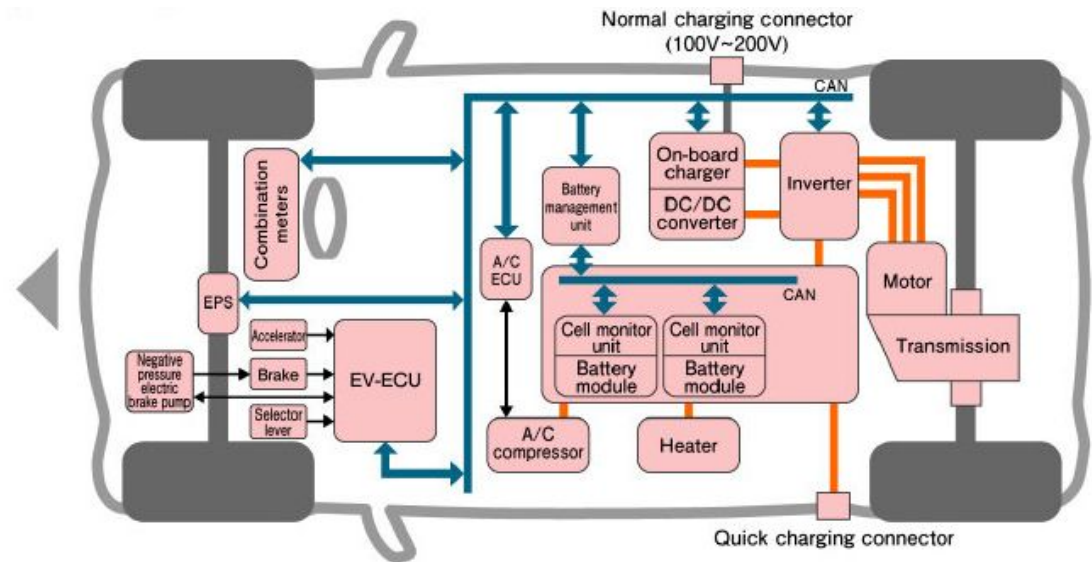 Normal charging connector
(100V~200V)
CAN
Combination
meters
Battery
management
unit
On-board
charger
DC/DC
converter
Inverter
A/C
ECU
EPS
CAN
Motor
Accelerator
Cell monitor
unit
Battery
module
Cell monitor
unit
Battery
module
Transmission
Negative
pressure
electric
brake pump
Brake
EV-ECU
Selector
lever
A/C
compressor
Heater
Quick charging connector